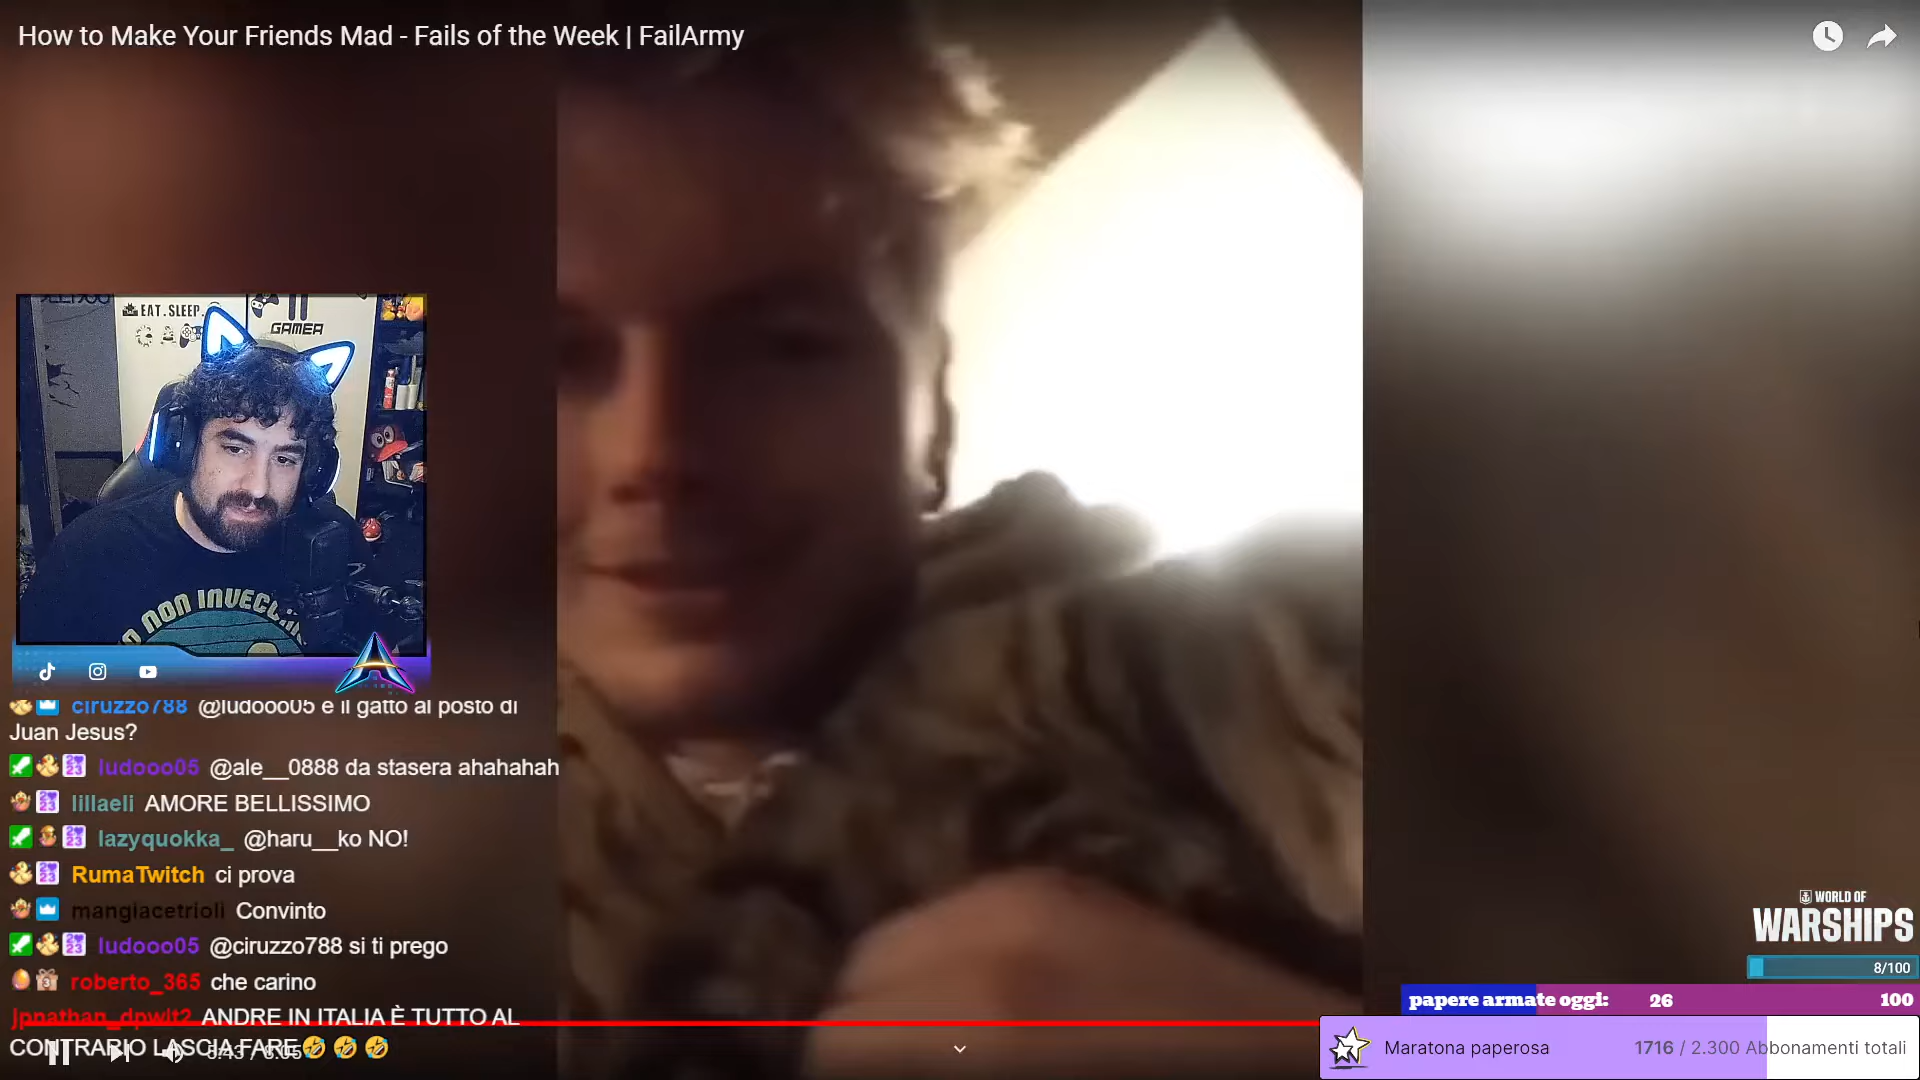 How to Make Your Friends Mad - Fails of the Week | FailArmy
EAT.SLEEP.
GAMER
NON INVECC
ciruzzo788 @ludooo05 e il gatto al posto di
Juan Jesus?
ludooo05 @ale__0888 da stasera ahahahah
lillaeli AMORE BELLISSIMO
lazyquokka_ @haru__ko NO!
RumaTwitch ci prova
mangiacetrioli Convinto
ludooo05 @ciruzzo788 si ti prego
roberto_365 che carino
jonathan_dpwlt2 ANDRE IN ITALIA È TUTTO AL
CONTRARIO LASCIA FARE🤣 🤣 🤣
WORLD OF
WARSHIPS
8/100
papere armate oggi: 26 100
Maratona paperosa 1716 / 2.300 Abbonamenti totali